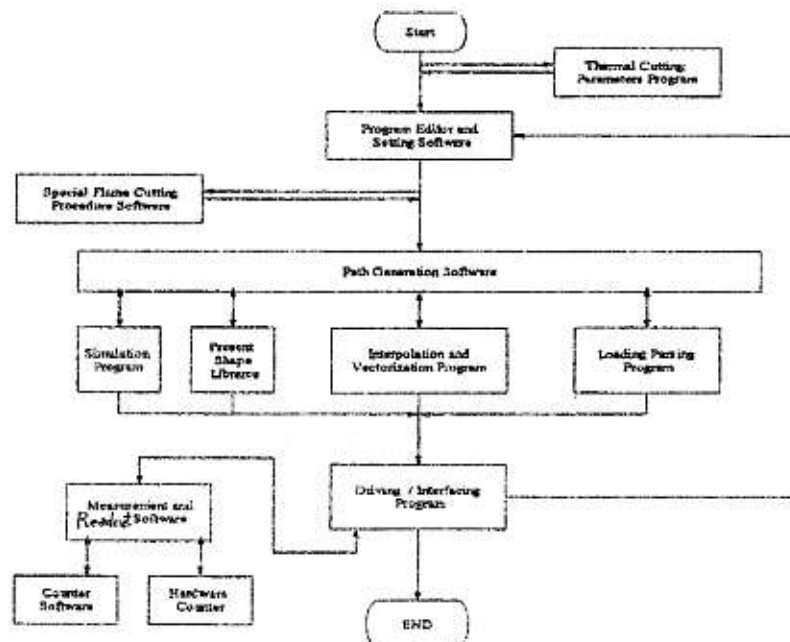 Start
Thermal Cutting
Parameters Program
Program Editor and
Setting Software
Special Flame Cutting
Procedure Software
Path Generation Software
Simulation
Program
Present
Shape
Libraries
Interpolation and
Vectorization Program
Loading Parsing
Program
Driving / Interfacing
Program
Measurement and
Software
Counter
Software
Hardware
Counter
END